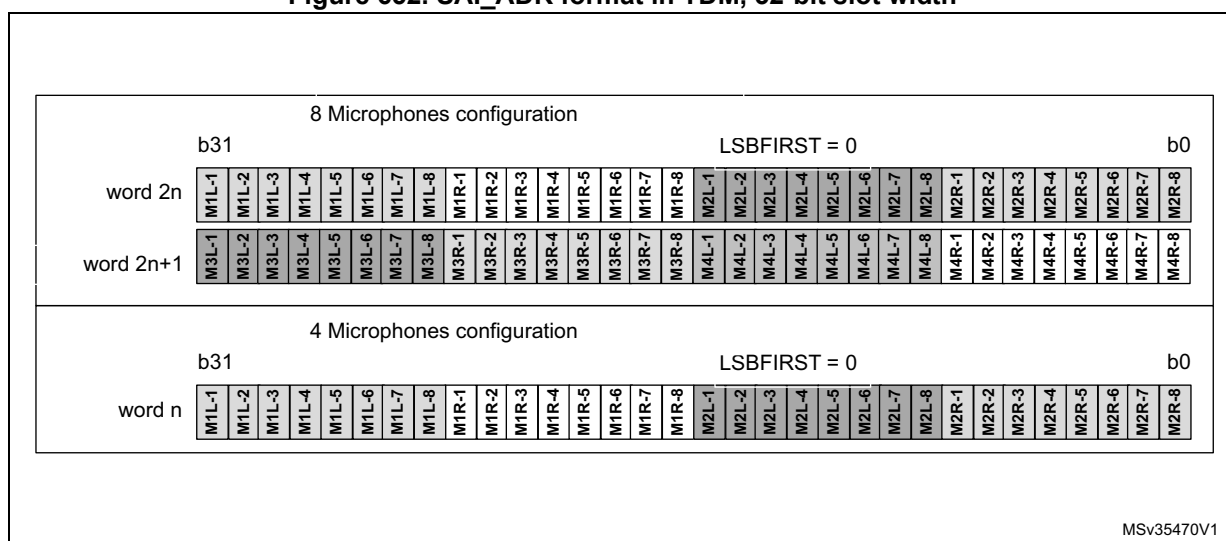 Figure SAI_ADR format in TDM, 32-bit slot width
8 Microphones configuration
b31 LSBFIRST = 0 b0
word 2n M1L-1 M1L-2 M1L-3 M1L-4 M1L-5 M1L-6 M1L-7 M1L-8 M1R-1 M1R-2 M1R-3 M1R-4 M1R-5 M1R-6 M1R-7 M1R-8 M2L-1 M2L-2 M2L-3 M2L-4 M2L-5 M2L-6 M2L-7 M2L-8 M2R-1 M2R-2 M2R-3 M2R-4 M2R-5 M2R-6 M2R-7 M2R-8
word 2n+1 M3L-1 M3L-2 M3L-3 M3L-4 M3L-5 M3L-6 M3L-7 M3L-8 M3R-1 M3R-2 M3R-3 M3R-4 M3R-5 M3R-6 M3R-7 M3R-8 M4L-1 M4L-2 M4L-3 M4L-4 M4L-5 M4L-6 M4L-7 M4L-8 M4R-1 M4R-2 M4R-3 M4R-4 M4R-5 M4R-6 M4R-7 M4R-8
4 Microphones configuration
b31 LSBFIRST = 0 b0
word n M1L-1 M1L-2 M1L-3 M1L-4 M1L-5 M1L-6 M1L-7 M1L-8 M1R-1 M1R-2 M1R-3 M1R-4 M1R-5 M1R-6 M1R-7 M1R-8 M2L-1 M2L-2 M2L-3 M2L-4 M2L-5 M2L-6 M2L-7 M2L-8 M2R-1 M2R-2 M2R-3 M2R-4 M2R-5 M2R-6 M2R-7 M2R-8
MSv35470V1